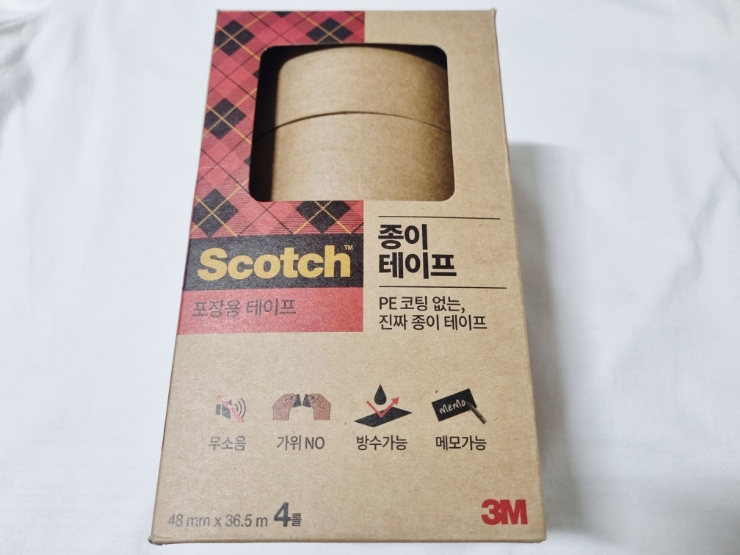 Scotch™
포장용 테이프
종이
테이프
PE 코팅 없는,
진짜 종이 테이프
memo
무소음
가위 NO
방수가능
메모가능
48 mm x 36.5 m 4롤
3M